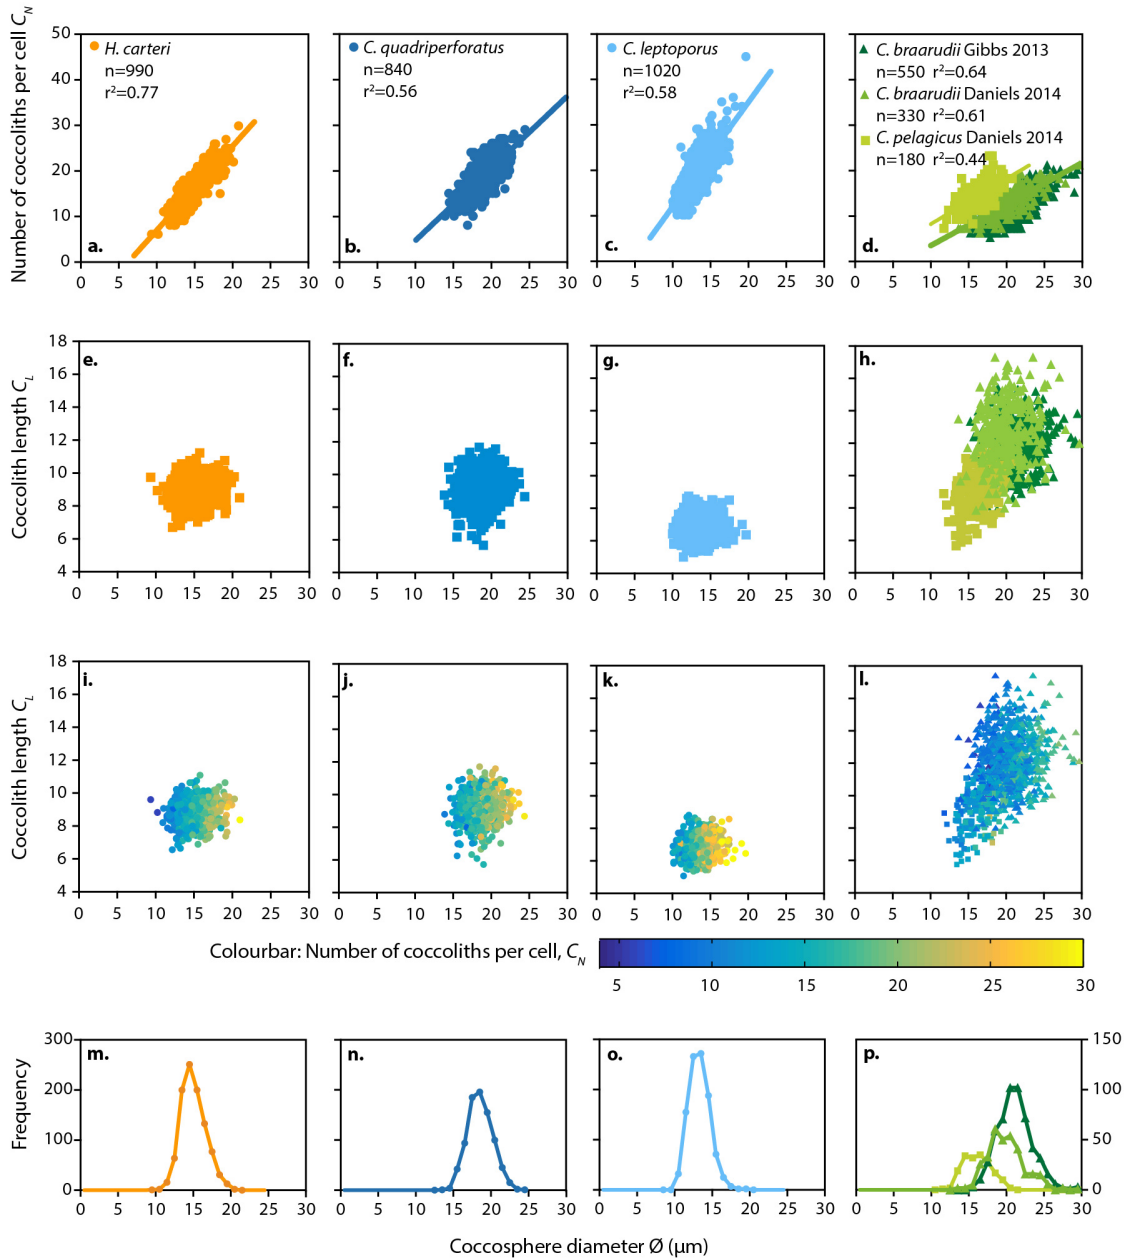 Number of coccoliths per cell C_N
50
40
30
20
10
0
H. carteri
n=990
r²=0.77
a.
0 5 10 15 20 25 30
C. quadriperforatus
n=840
r²=0.56
b.
0 5 10 15 20 25 30
C. leptoporus
n=1020
r²=0.58
c.
0 5 10 15 20 25 30
C. braarudii Gibbs 2013
n=550 r²=0.64
C. braarudii Daniels 2014
n=330 r²=0.61
C. pelagicus Daniels 2014
n=180 r²=0.44
d.
0 5 10 15 20 25 30
Coccolith length C_L
18
16
14
12
10
8
6
4
e.
0 5 10 15 20 25 30
f.
0 5 10 15 20 25 30
g.
0 5 10 15 20 25 30
h.
0 5 10 15 20 25 30
Coccolith length C_L
18
16
14
12
10
8
6
4
i.
0 5 10 15 20 25 30
j.
0 5 10 15 20 25 30
k.
0 5 10 15 20 25 30
l.
0 5 10 15 20 25 30
Colourbar: Number of coccoliths per cell, C_N
5 10 15 20 25 30
Frequency
300
200
100
0
m.
0 5 10 15 20 25 30
n.
0 5 10 15 20 25 30
o.
0 5 10 15 20 25 30
p.
150
100
50
0
0 5 10 15 20 25 30
Coccosphere diameter Ø (µm)